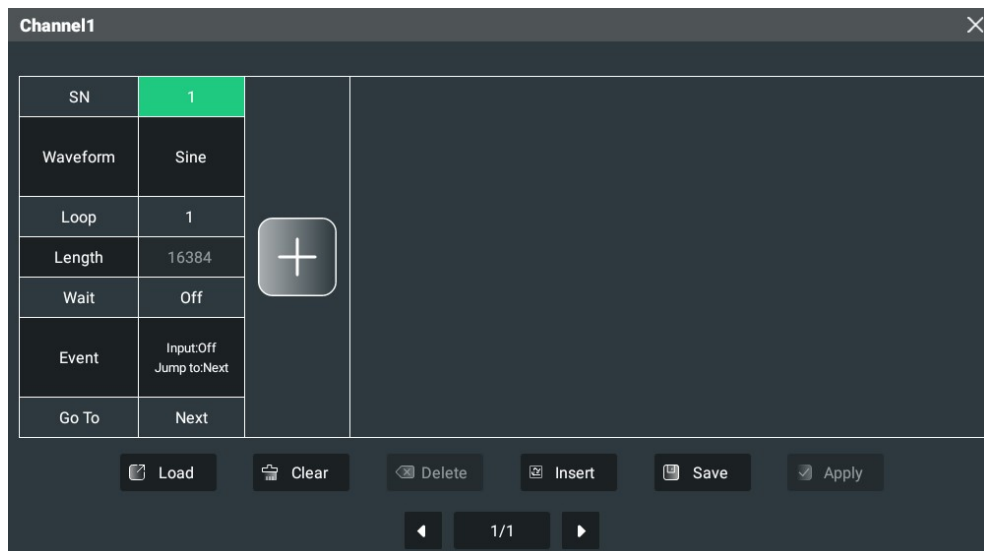 Channel1
SN 1
Waveform Sine
Loop 1
Length 16384
Wait Off
Event Input:Off
Jump to:Next
Go To Next
Load Clear Delete Insert Save Apply
1/1